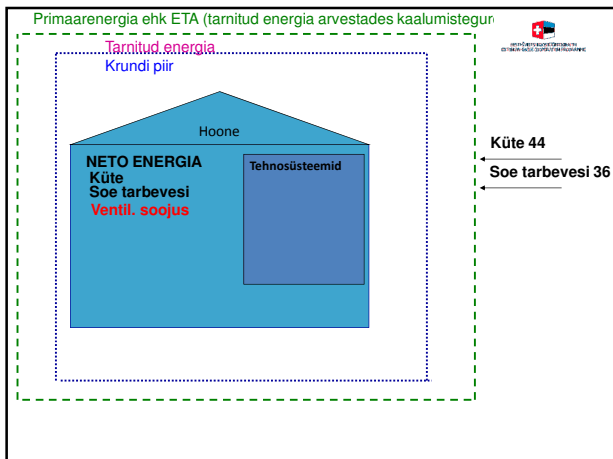 Primaarenergia ehk ETA (tarnitud energia arvestades kaalumistegur
Tarnitud energia
Krundi piir
Hoone
NETO ENERGIA
Küte
Soe tarbevesi
Ventil. soojus
Tehnosüsteemid
Küte 44
Soe tarbevesi 36